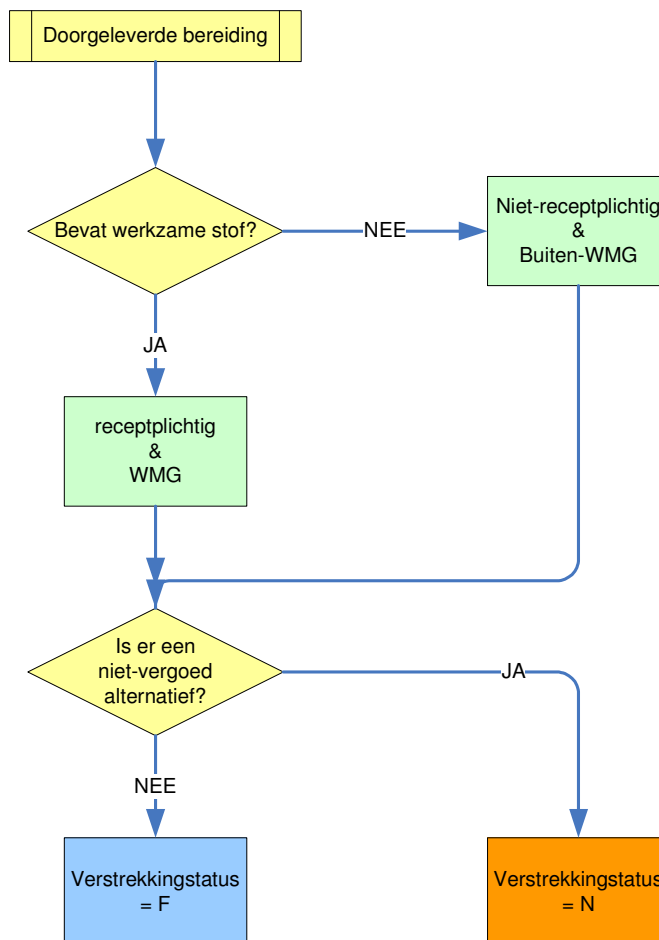 Doorgeleverde bereiding
Bevat werkzame stof?
NEE
Niet-receptplichtig
&
Buiten-WMG
JA
receptplichtig
&
WMG
Is er een
niet-vergoed
alternatief?
JA
NEE
Verstrekkingstatus
= F
Verstrekkingstatus
= N